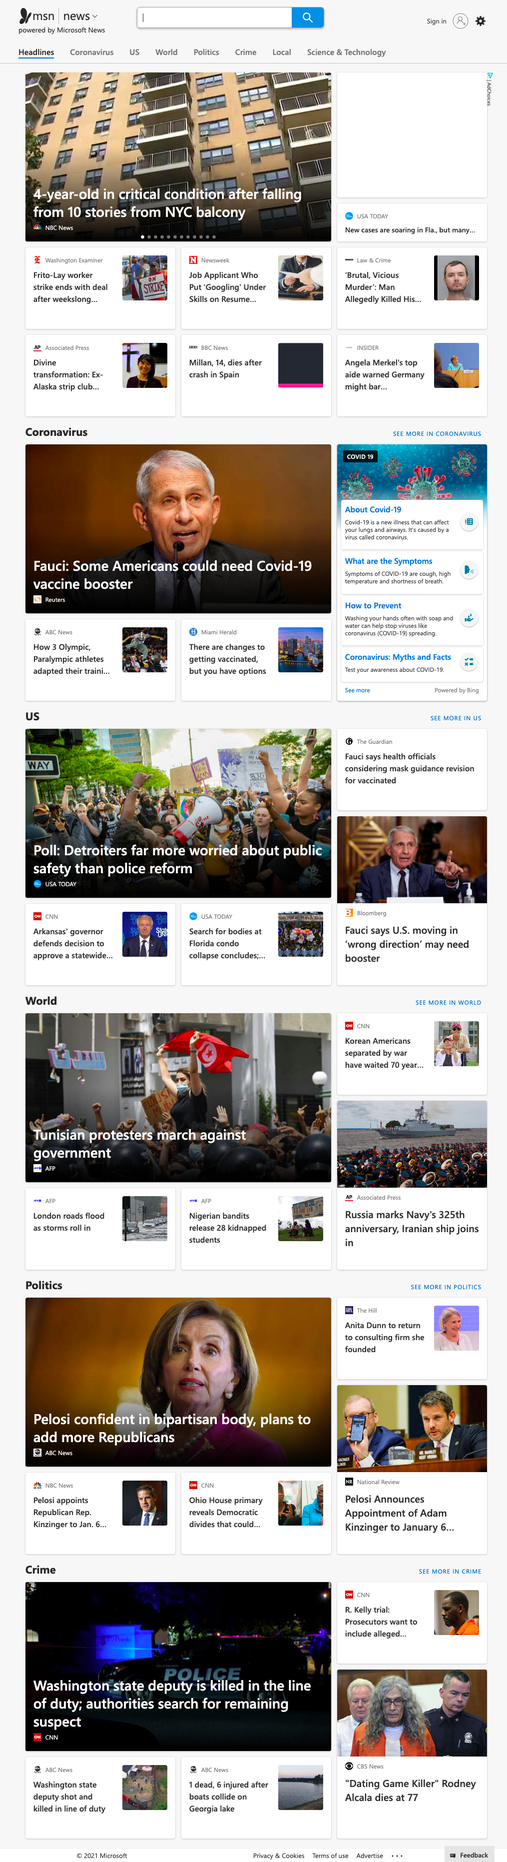 msn | news
powered by Microsoft News
Sign in
Headlines Coronavirus US World Politics Crime Local Science & Technology
AdChoices
4-year-old in critical condition after falling
from 10 stories from NYC balcony
NBC News
USA TODAY
New cases are soaring in Fla., but many...
Washington Examiner
Frito-Lay worker
strike ends with deal
after weekslong...
Newsweek
Job Applicant Who
Put 'Googling' Under
Skills on Resume...
Law & Crime
'Brutal, Vicious
Murder': Man
Allegedly Killed His...
Associated Press
Divine
transformation: Ex-
Alaska strip club...
BBC News
Millan, 14, dies after
crash in Spain
INSIDER
Angela Merkel's top
aide warned Germany
might bar...
Coronavirus
SEE MORE IN CORONAVIRUS
Fauci: Some Americans could need Covid-19
vaccine booster
Reuters
COVID 19
About Covid-19
Covid-19 is a new illness that can affect
your lungs and airways. It's caused by a
virus called coronavirus.
What are the Symptoms
Symptoms of COVID-19 are cough, high
temperature and shortness of breath.
How to Prevent
Washing your hands often with soap and
water can help stop viruses like
coronavirus (COVID-19) spreading.
Coronavirus: Myths and Facts
Test your awareness about COVID-19.
See more
Powered by Bing
ABC News
How 3 Olympic,
Paralympic athletes
adapted their traini...
Miami Herald
There are changes to
getting vaccinated,
but you have options
US
SEE MORE IN US
WAY
Poll: Detroiters far more worried about public
safety than police reform
USA TODAY
The Guardian
Fauci says health officials
considering mask guidance revision
for vaccinated
Bloomberg
Fauci says U.S. moving in
'wrong direction' may need
booster
CNN
Arkansas' governor
defends decision to
approve a statewide...
USA TODAY
Search for bodies at
Florida condo
collapse concludes;...
World
SEE MORE IN WORLD
Tunisian protesters march against
government
AFP
CNN
Korean Americans
separated by war
have waited 70 year...
Associated Press
Russia marks Navy's 325th
anniversary, Iranian ship joins
in
AFP
London roads flood
as storms roll in
AFP
Nigerian bandits
release 28 kidnapped
students
Politics
SEE MORE IN POLITICS
Pelosi confident in bipartisan body, plans to
add more Republicans
ABC News
The Hill
Anita Dunn to return
to consulting firm she
founded
National Review
Pelosi Announces
Appointment of Adam
Kinzinger to January 6...
NBC News
Pelosi appoints
Republican Rep.
Kinzinger to Jan. 6...
CNN
Ohio House primary
reveals Democratic
divides that could...
Crime
SEE MORE IN CRIME
POLICE
Washington state deputy is killed in the line
of duty; authorities search for remaining
suspect
CNN
CNN
R. Kelly trial:
Prosecutors want to
include alleged...
CBS News
"Dating Game Killer" Rodney
Alcala dies at 77
ABC News
Washington state
deputy shot and
killed in line of duty
ABC News
1 dead, 6 injured after
boats collide on
Georgia lake
© 2021 Microsoft
Privacy & Cookies Terms of use Advertise ...
Feedback